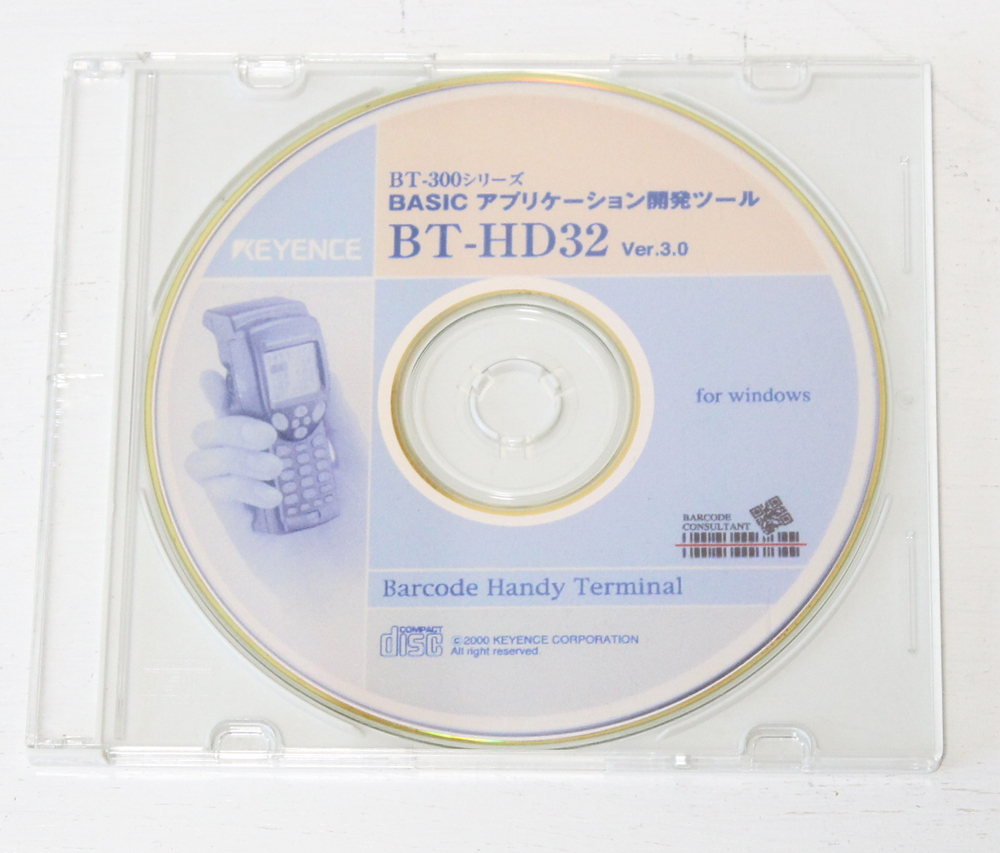 BT-300シリーズ
BASIC アプリケーション開発ツール
BT-HD32 Ver.3.0
KEYENCE
for windows
BARCODE
CONSULTANT
Barcode Handy Terminal
COMPACT
disc
©2000 KEYENCE CORPORATION
All right reserved.